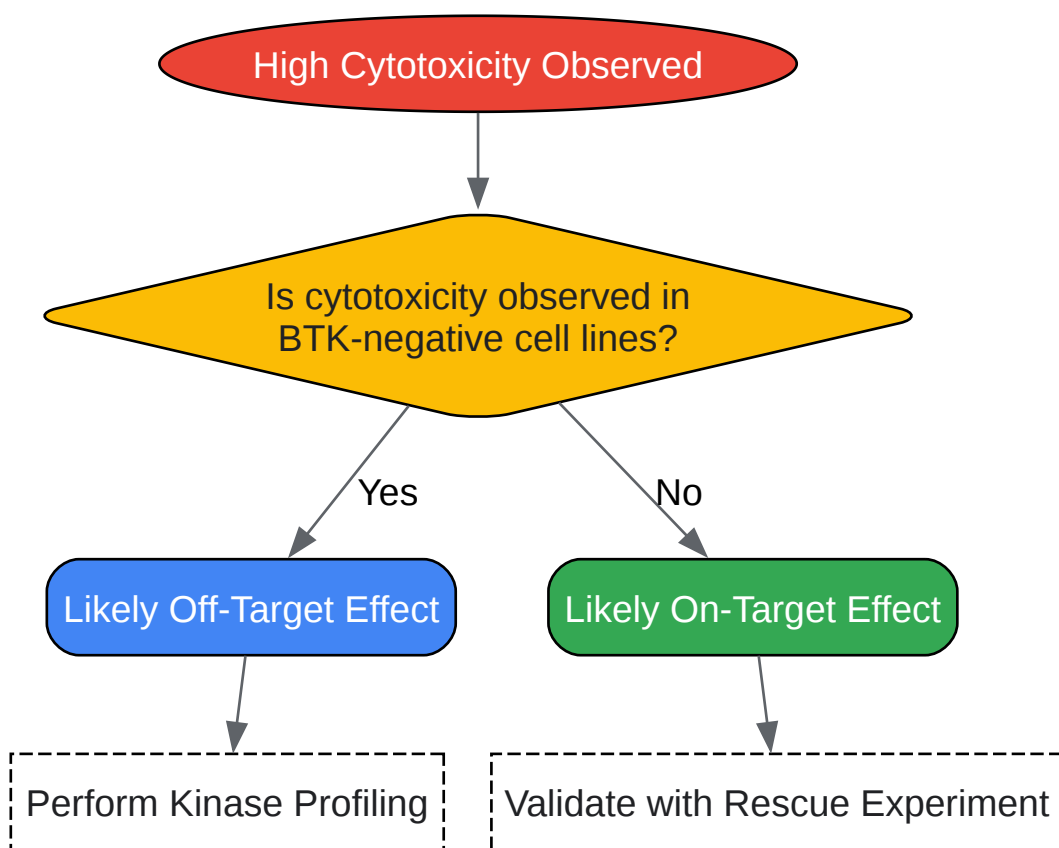 High Cytotoxicity Observed
Is cytotoxicity observed in
BTK-negative cell lines?
Yes
No
Likely Off-Target Effect
Likely On-Target Effect
Perform Kinase Profiling
Validate with Rescue Experiment